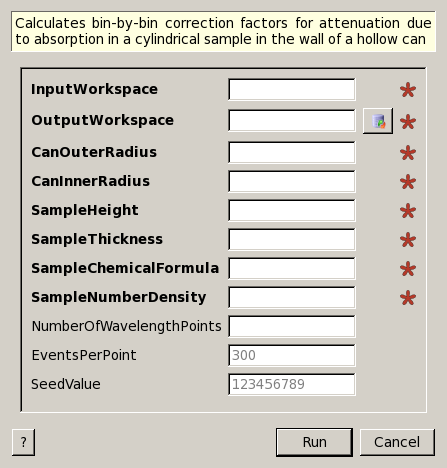 Calculates bin-by-bin correction factors for attenuation due
to absorption in a cylindrical sample in the wall of a hollow can
InputWorkspace
OutputWorkspace
CanOuterRadius
CanInnerRadius
SampleHeight
SampleThickness
SampleChemicalFormula
SampleNumberDensity
NumberOfWavelengthPoints
EventsPerPoint 300
SeedValue 123456789
? Run Cancel